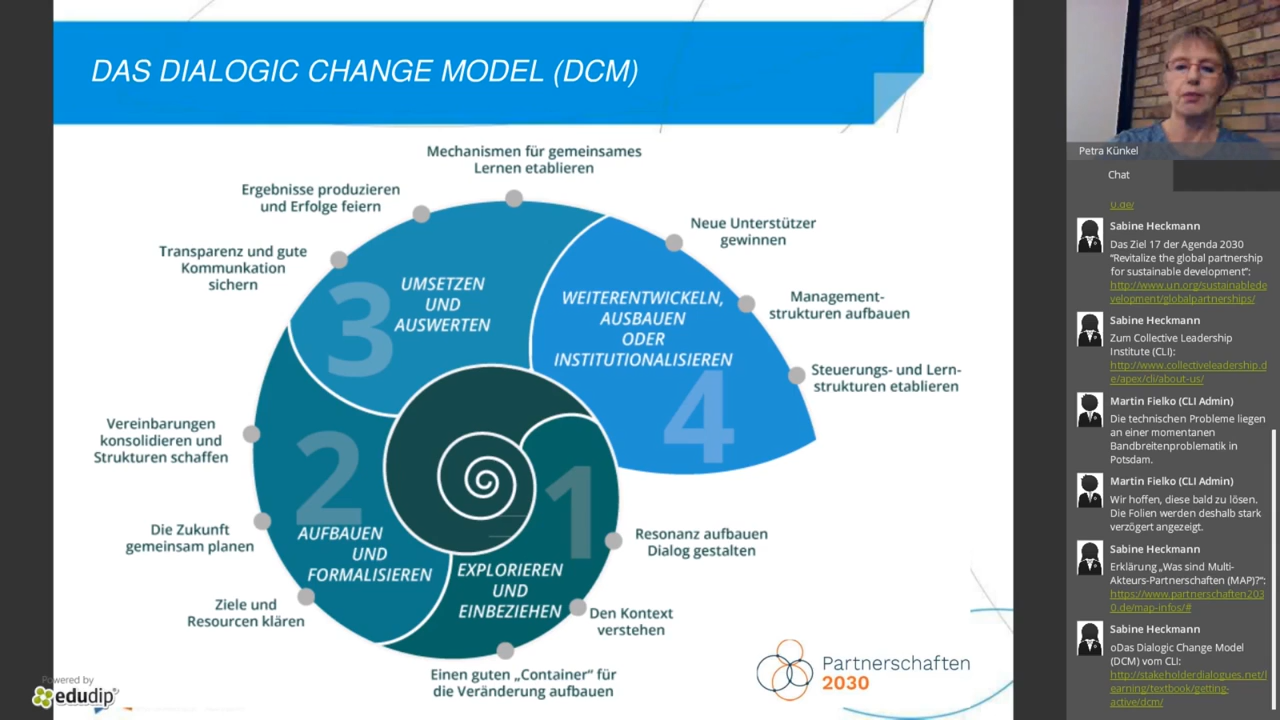 DAS DIALOGIC CHANGE MODEL (DCM)
Mechanismen für gemeinsames
Lernen etablieren
Ergebnisse produzieren
und Erfolge feiern
Transparenz und gute
Kommunkation
sichern
Neue Unterstützer
gewinnen
Management-
strukturen aufbauen
Steuerungs- und Lern-
strukturen etablieren
UMSETZEN
UND
AUSWERTEN
3
WEITERENTWICKELN,
AUSBAUEN
ODER
INSTITUTIONALISIEREN
4
Vereinbarungen
konsolidieren und
Strukturen schaffen
Die Zukunft
gemeinsam planen
Ziele und
Resourcen klären
2
AUFBAUEN
UND
FORMALISIEREN
1
EXPLORIEREN
UND
EINBEZIEHEN
Resonanz aufbauen
Dialog gestalten
Den Kontext
verstehen
Einen guten „Container“ für
die Veränderung aufbauen
Partnerschaften
2030
Powered by
edudip
Petra Künkel
Chat
0.de/
Sabine Heckmann
Das Ziel 17 der Agenda 2030
"Revitalize the global partnership
for sustainable development":
http://www.un.org/sustainablede
velopment/globalpartnerships/
Sabine Heckmann
Zum Collective Leadership
Institute (CLI):
http://www.collectiveleadership.d
e/apex/cli/about-us/
Martin Fielko (CLI Admin)
Die technischen Probleme liegen
an einer momentanen
Bandbreitenproblematik in
Potsdam.
Martin Fielko (CLI Admin)
Wir hoffen, diese bald zu lösen.
Die Folien werden deshalb stark
verzögert angezeigt.
Sabine Heckmann
Erklärung „Was sind Multi-
Akteurs-Partnerschaften (MAP)?“:
https://www.partnerschaften203
0.de/map-infos/#
Sabine Heckmann
oDas Dialogic Change Model
(DCM) vom CLI:
http://stakeholderdialogues.net/l
earning/textbook/getting-
active/dcm/